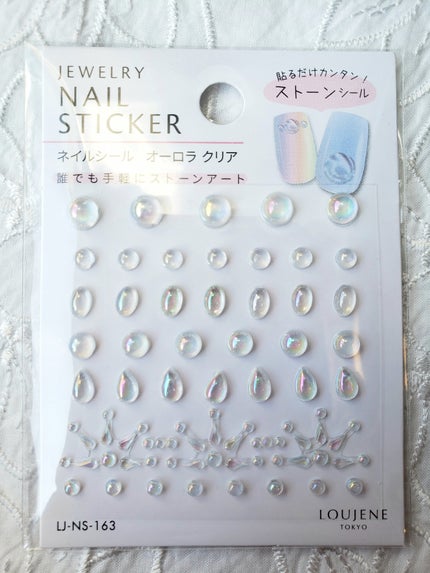 JEWELRY
NAIL
STICKER
ネイルシール オーロラ クリア
誰でも手軽にストーンアート
貼るだけカンタン!
ストーンシール
LJ-NS-163
LOUJENE
TOKYO